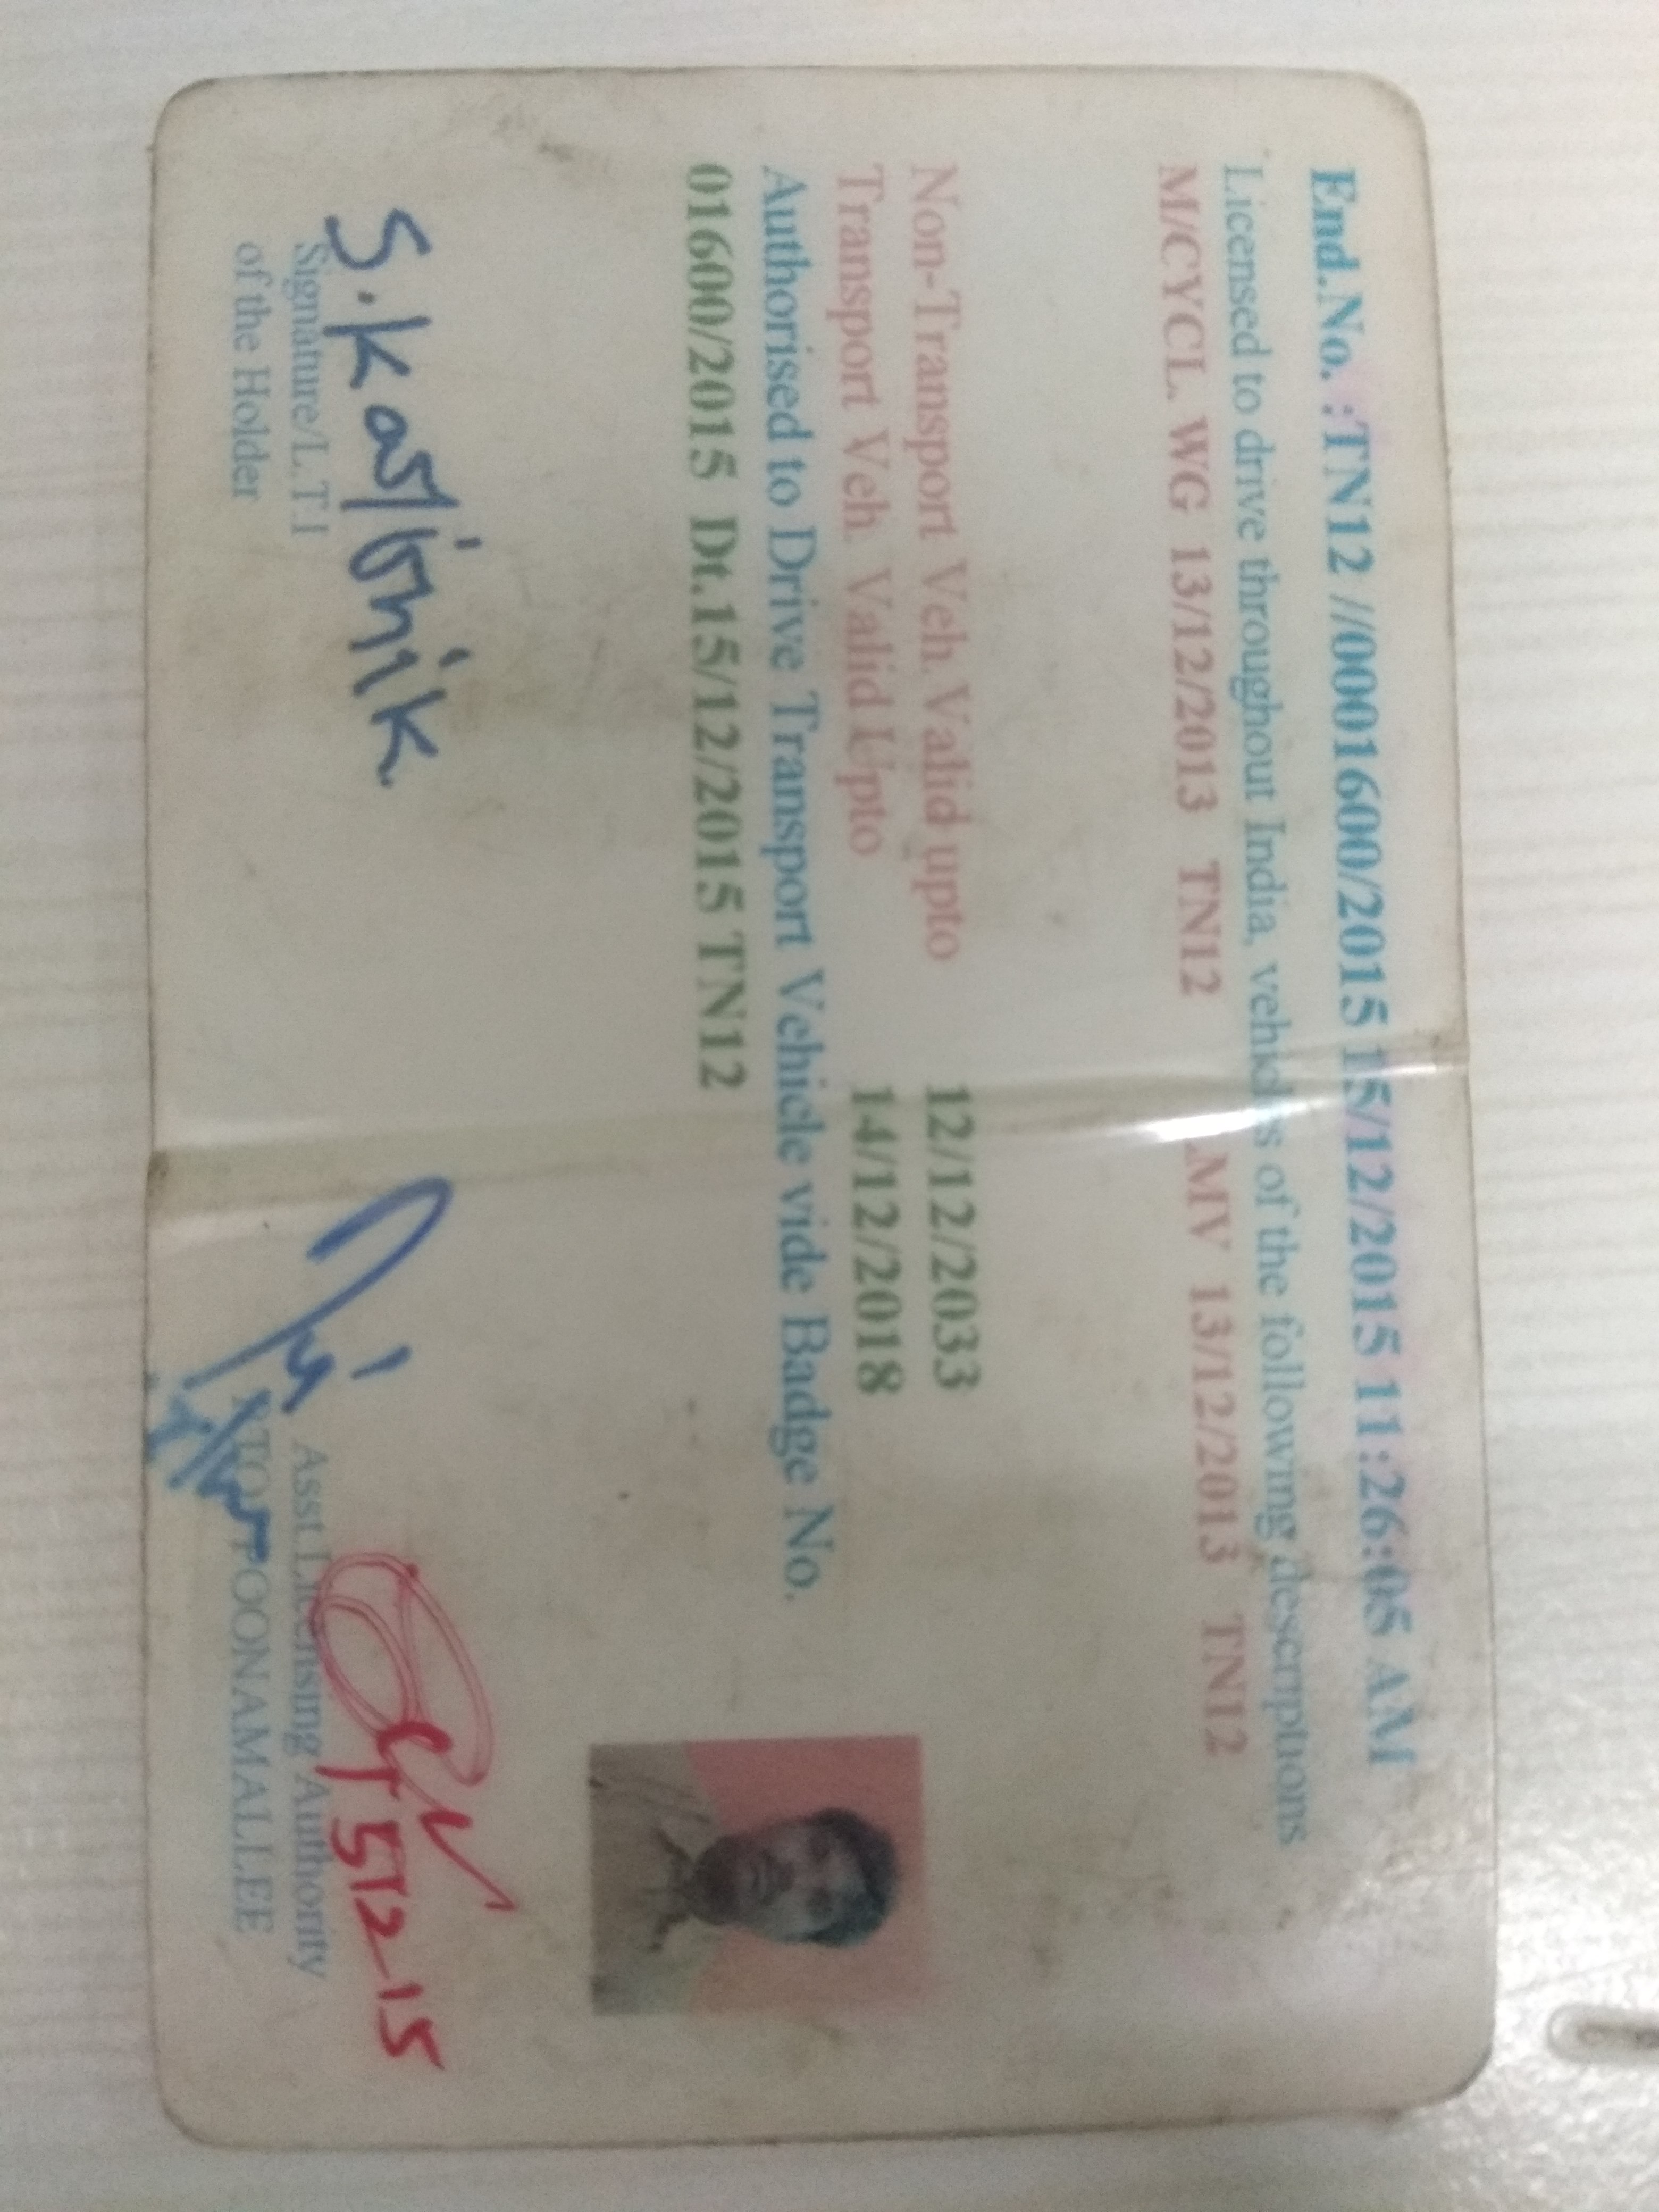 End.No. :TN12 //0001600/2015 15/12/2015 11:26:05 AM
Licensed to drive throughout India, vehicles of the following descriptions
M/CYCL. WG 13/12/2013 TN12 LMV 13/12/2013 TN12
Non-Transport Veh.Valid upto 12/12/2033
Transport Veh. Valid Upto 14/12/2018
Authorised to Drive Transport Vehicle vide Badge No.
01600/2015 Dt.15/12/2015 TN12
S. Karthik
Signature/L.T.I
of the Holder
Asst.Licensing Authority
RTO, POONAMALLEE